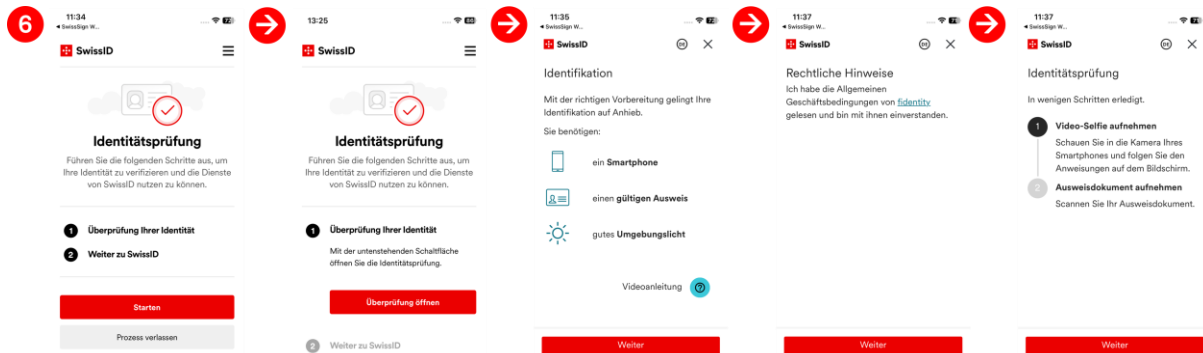 6
11:34
◀ SwissSign W...
SwissID
Identitätsprüfung
Führen Sie die folgenden Schritte aus, um
Ihre Identität zu verifizieren und die Dienste
von SwissID nutzen zu können.
1 Überprüfung Ihrer Identität
2 Weiter zu SwissID
Starten
Prozess verlassen
13:25
SwissID
Identitätsprüfung
Führen Sie die folgenden Schritte aus, um
Ihre Identität zu verifizieren und die Dienste
von SwissID nutzen zu können.
1 Überprüfung Ihrer Identität
Mit der untenstehenden Schaltfläche
öffnen Sie die Identitätsprüfung.
Überprüfung öffnen
2 Weiter zu SwissID
11:35
◀ SwissSign W...
SwissID
DE
Identifikation
Mit der richtigen Vorbereitung gelingt Ihre
Identifikation auf Anhieb.
Sie benötigen:
ein Smartphone
einen gültigen Ausweis
gutes Umgebungslicht
Videoanleitung
Weiter
11:37
◀ SwissSign W...
SwissID
DE
Rechtliche Hinweise
Ich habe die Allgemeinen
Geschäftsbedingungen von fidentity
gelesen und bin mit ihnen einverstanden.
Weiter
11:37
◀ SwissSign W...
SwissID
DE
Identitätsprüfung
In wenigen Schritten erledigt.
1 Video-Selfie aufnehmen
Schauen Sie in die Kamera Ihres
Smartphones und folgen Sie den
Anweisungen auf dem Bildschirm.
2 Ausweisdokument aufnehmen
Scannen Sie Ihr Ausweisdokument.
Weiter